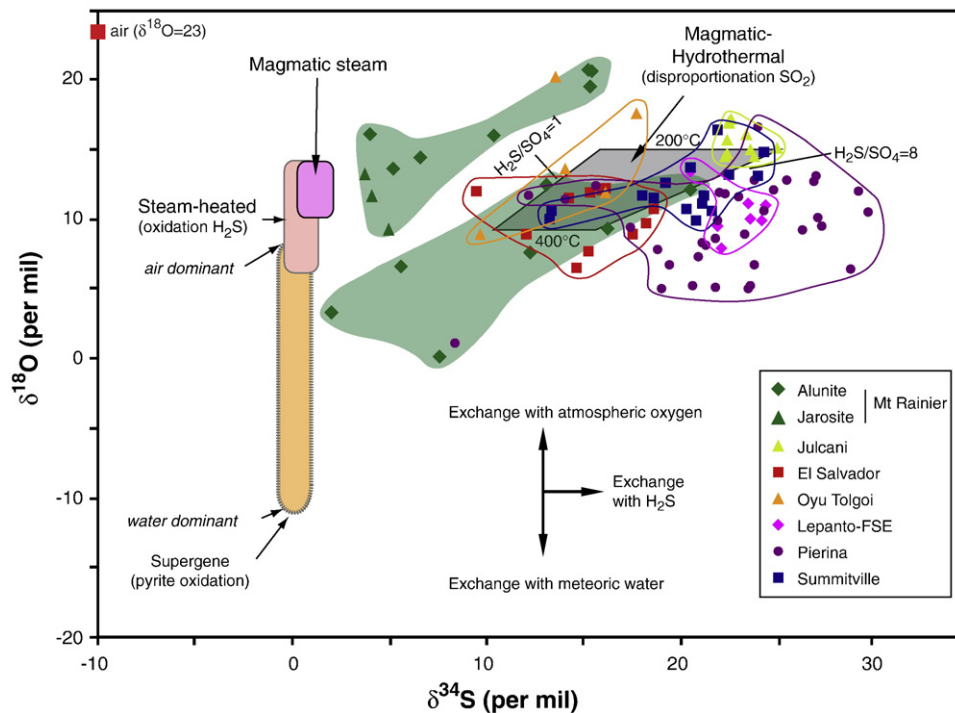 air (δ¹⁸O=23)
Magmatic steam
Magmatic-
Hydrothermal
(disproportionation SO₂)
H₂S/SO₄=1
200°C
H₂S/SO₄=8
400°C
Steam-heated
(oxidation H₂S)
air dominant
water dominant
Supergene
(pyrite oxidation)
Exchange with atmospheric oxygen
Exchange
with H₂S
Exchange with meteoric water
Alunite
Jarosite
Mt Rainier
Julcani
El Salvador
Oyu Tolgoi
Lepanto-FSE
Pierina
Summitville
20
10
0
-10
-20
δ¹⁸O (per mil)
-10
0
10
20
30
δ³⁴S (per mil)